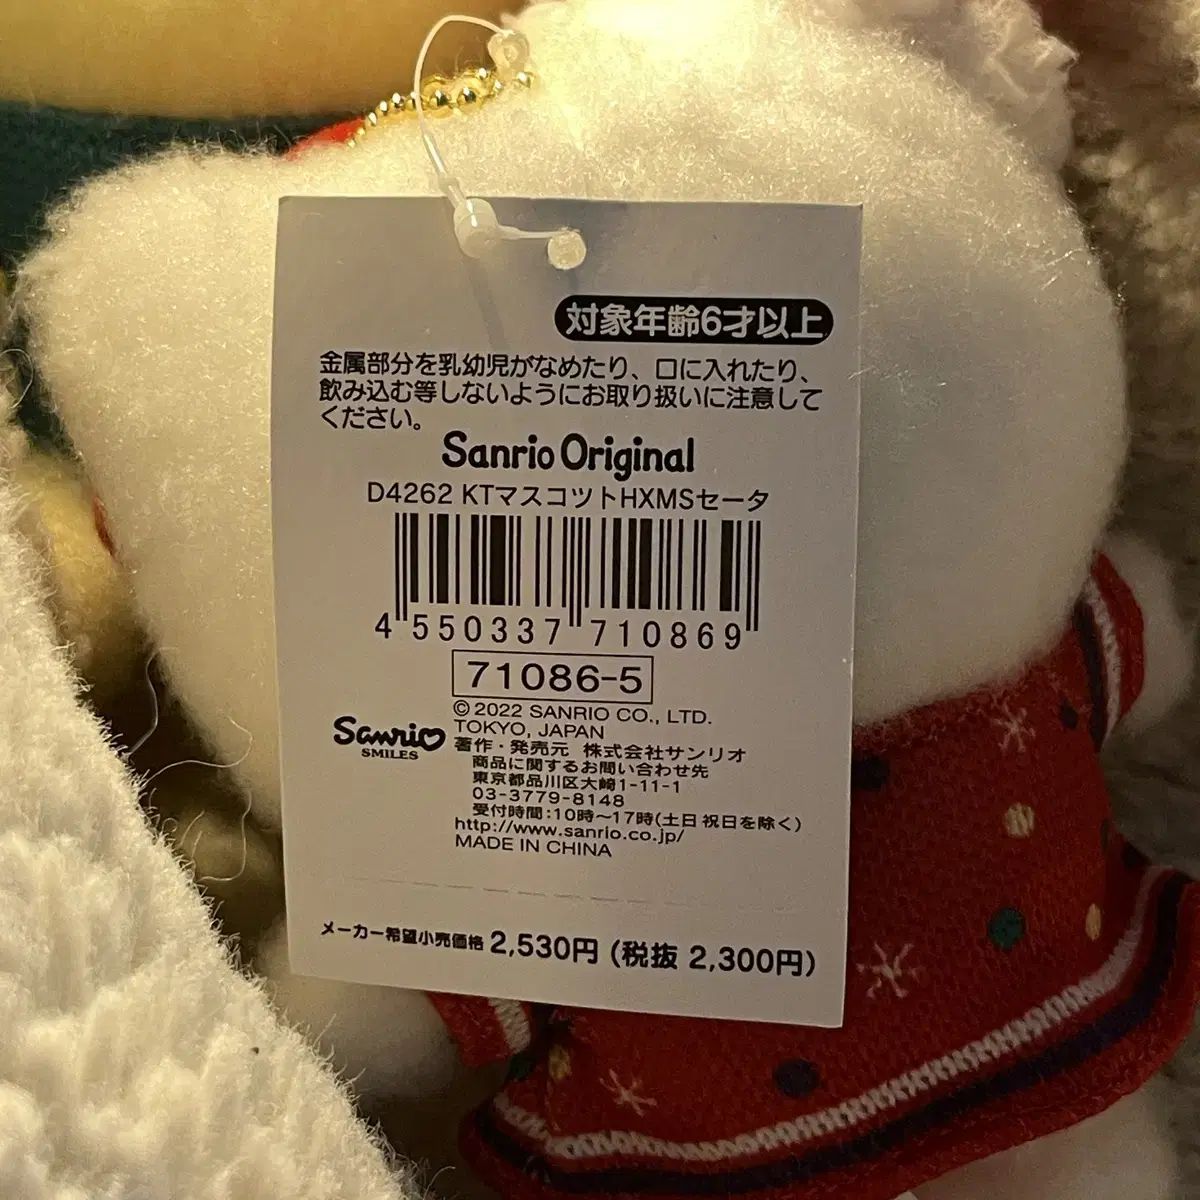 対象年齢6才以上
金属部分を乳幼児がなめたり、口に入れたり、
飲み込む等しないようにお取り扱いに注意して
ください。
Sanrio Original
D4262 KTマスコツトHXMSセータ
4 550337 710869
71086-5
© 2022 SANRIO CO., LTD.
TOKYO, JAPAN
Sanrio
SMILES
著作・発売元 株式会社サンリオ
商品に関するお問い合わせ先
東京都品川区大崎1-11-1
03-3779-8148
受付時間:10時～17時(土日祝日を除く)
http://www.sanrio.co.jp/
MADE IN CHINA
メーカー希望小売価格 2,530円 (税抜 2,300円)